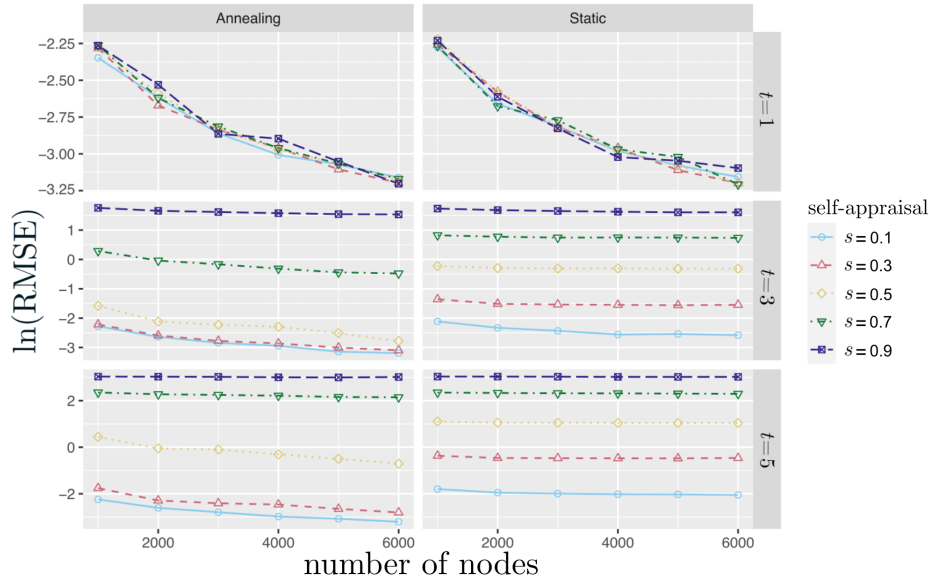 Annealing
Static
−2.25
−2.50
−2.75
−3.00
−3.25
t=1
1
0
−1
−2
−3
t=3
2
0
−2
t=5
ln(RMSE)
2000
4000
6000
2000
4000
6000
number of nodes
self-appraisal
s = 0.1
s = 0.3
s = 0.5
s = 0.7
s = 0.9